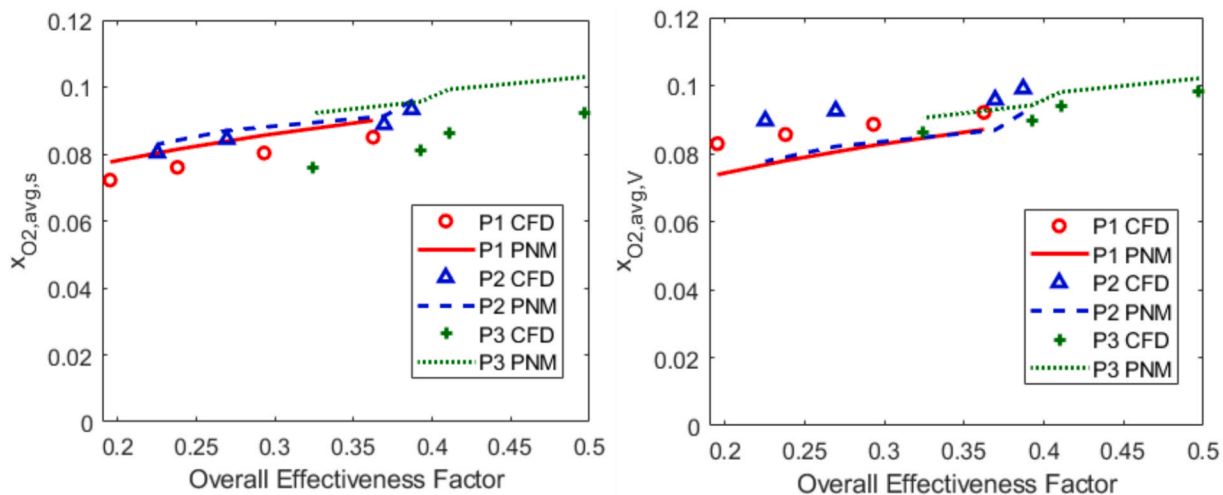 0.12
0.1
0.08
0.06
0.04
0.02
0
x_O2,avg,s
0.2 0.25 0.3 0.35 0.4 0.45 0.5
Overall Effectiveness Factor
P1 CFD
P1 PNM
P2 CFD
P2 PNM
P3 CFD
P3 PNM
0.12
0.1
0.08
0.06
0.04
0.02
0
x_O2,avg,V
0.2 0.25 0.3 0.35 0.4 0.45 0.5
Overall Effectiveness Factor
P1 CFD
P1 PNM
P2 CFD
P2 PNM
P3 CFD
P3 PNM